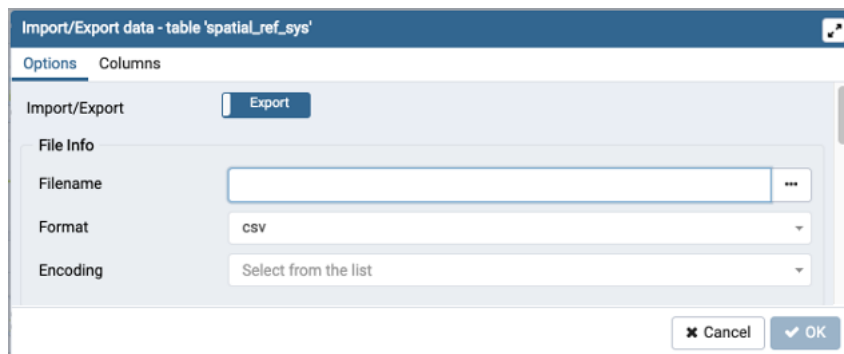 Import/Export data - table 'spatial_ref_sys'
Options Columns
Import/Export Export
File Info
Filename
Format csv
Encoding Select from the list
Cancel OK